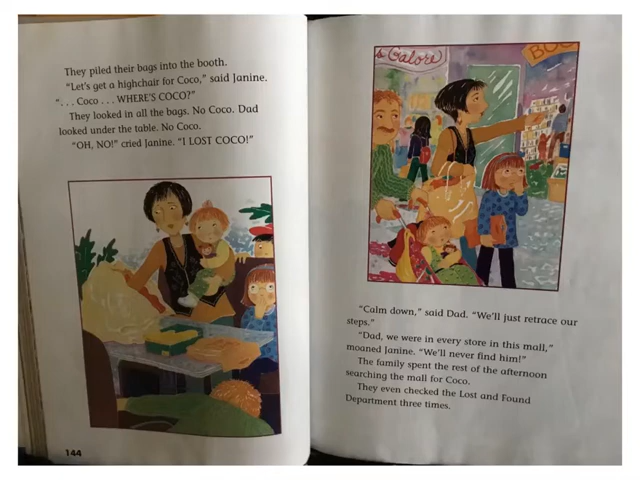 They piled their bags into the booth.
"Let's get a highchair for Coco," said Janine.
". . . Coco . . . WHERE'S COCO?"
They looked in all the bags. No Coco. Dad
looked under the table. No Coco.
"OH, NO!" cried Janine. "I LOST COCO!"
144
s Galore
BOO
"Calm down," said Dad. "We'll just retrace our
steps."
"Dad, we were in every store in this mall,"
moaned Janine. "We'll never find him!"
The family spent the rest of the afternoon
searching the mall for Coco.
They even checked the Lost and Found
Department three times.